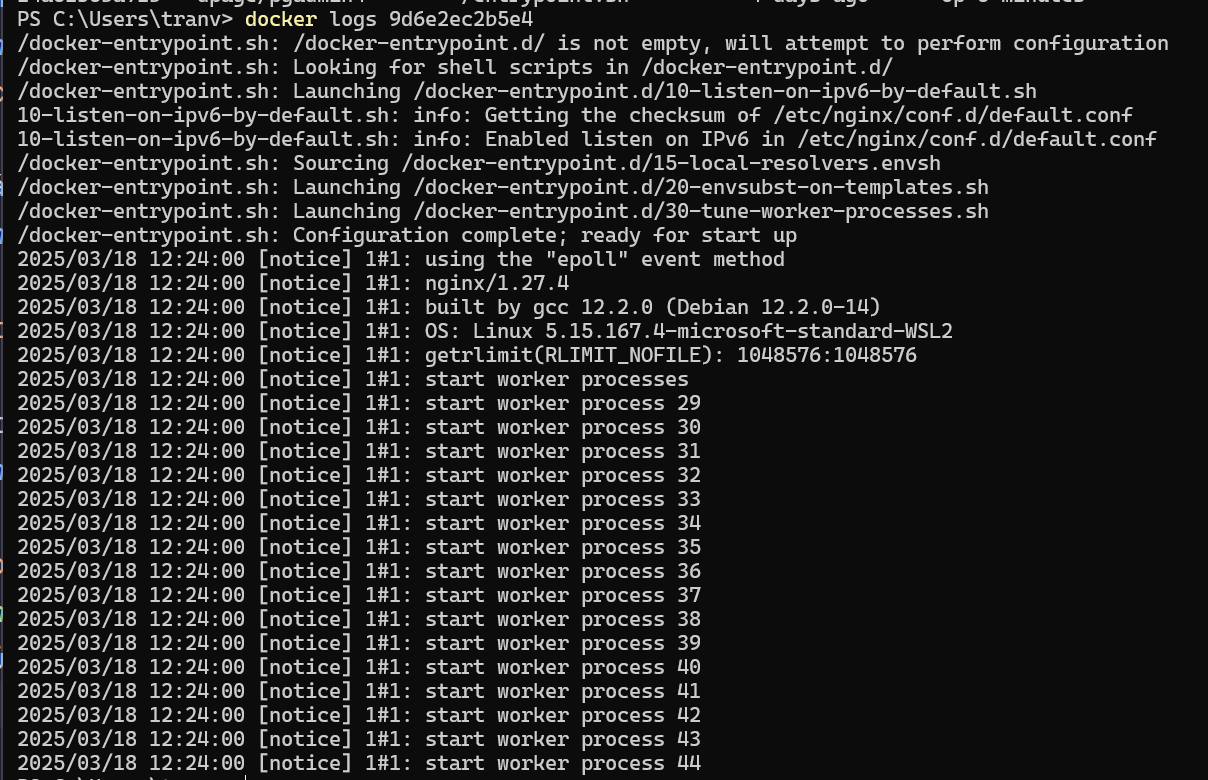 PS C:\Users\tranv> docker logs 9d6e2ec2b5e4
/docker-entrypoint.sh: /docker-entrypoint.d/ is not empty, will attempt to perform configuration
/docker-entrypoint.sh: Looking for shell scripts in /docker-entrypoint.d/
/docker-entrypoint.sh: Launching /docker-entrypoint.d/10-listen-on-ipv6-by-default.sh
10-listen-on-ipv6-by-default.sh: info: Getting the checksum of /etc/nginx/conf.d/default.conf
10-listen-on-ipv6-by-default.sh: info: Enabled listen on IPv6 in /etc/nginx/conf.d/default.conf
/docker-entrypoint.sh: Sourcing /docker-entrypoint.d/15-local-resolvers.envsh
/docker-entrypoint.sh: Launching /docker-entrypoint.d/20-envsubst-on-templates.sh
/docker-entrypoint.sh: Launching /docker-entrypoint.d/30-tune-worker-processes.sh
/docker-entrypoint.sh: Configuration complete; ready for start up
2025/03/18 12:24:00 [notice] 1#1: using the "epoll" event method
2025/03/18 12:24:00 [notice] 1#1: nginx/1.27.4
2025/03/18 12:24:00 [notice] 1#1: built by gcc 12.2.0 (Debian 12.2.0-14)
2025/03/18 12:24:00 [notice] 1#1: OS: Linux 5.15.167.4-microsoft-standard-WSL2
2025/03/18 12:24:00 [notice] 1#1: getrlimit(RLIMIT_NOFILE): 1048576:1048576
2025/03/18 12:24:00 [notice] 1#1: start worker processes
2025/03/18 12:24:00 [notice] 1#1: start worker process 29
2025/03/18 12:24:00 [notice] 1#1: start worker process 30
2025/03/18 12:24:00 [notice] 1#1: start worker process 31
2025/03/18 12:24:00 [notice] 1#1: start worker process 32
2025/03/18 12:24:00 [notice] 1#1: start worker process 33
2025/03/18 12:24:00 [notice] 1#1: start worker process 34
2025/03/18 12:24:00 [notice] 1#1: start worker process 35
2025/03/18 12:24:00 [notice] 1#1: start worker process 36
2025/03/18 12:24:00 [notice] 1#1: start worker process 37
2025/03/18 12:24:00 [notice] 1#1: start worker process 38
2025/03/18 12:24:00 [notice] 1#1: start worker process 39
2025/03/18 12:24:00 [notice] 1#1: start worker process 40
2025/03/18 12:24:00 [notice] 1#1: start worker process 41
2025/03/18 12:24:00 [notice] 1#1: start worker process 42
2025/03/18 12:24:00 [notice] 1#1: start worker process 43
2025/03/18 12:24:00 [notice] 1#1: start worker process 44